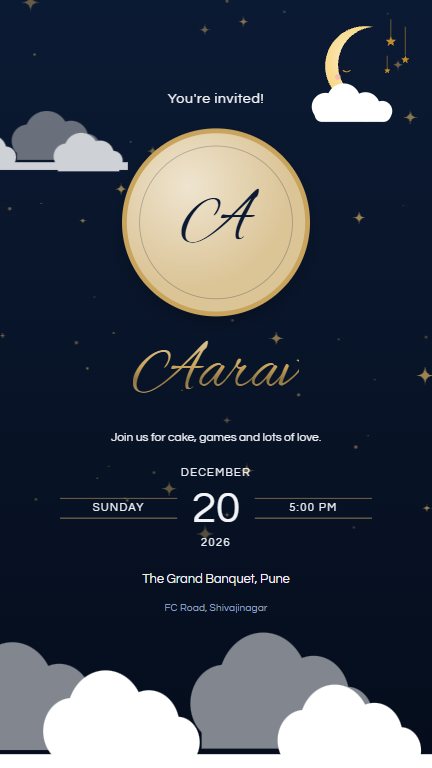 You're invited!
A
Aarav
Join us for cake, games and lots of love.
DECEMBER
SUNDAY 20 5:00 PM
2026
The Grand Banquet, Pune
FC Road, Shivajinagar